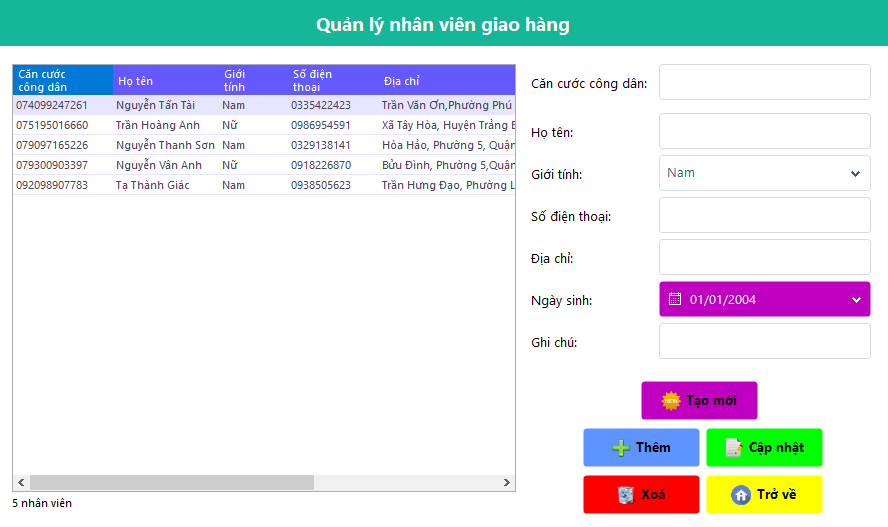 Quản lý nhân viên giao hàng
Căn cước công dân Họ tên Giới tính Số điện thoại Địa chỉ
074099247261 Nguyễn Tấn Tài Nam 0335422423 Trần Văn Ơn,Phường Phú
075195016660 Trần Hoàng Anh Nữ 0986954591 Xã Tây Hòa, Huyện Trảng
079097165226 Nguyễn Thanh Sơn Nam 0329138141 Hòa Hảo, Phường 5, Quận
079300903397 Nguyễn Vân Anh Nữ 0918226870 Bửu Đình, Phường 5,Quận
092098907783 Tạ Thành Giác Nam 0938505623 Trần Hưng Đạo, Phường L
5 nhân viên
Căn cước công dân:
Họ tên:
Giới tính: Nam
Số điện thoại:
Địa chỉ:
Ngày sinh: 01/01/2004
Ghi chú:
Tạo mới
Thêm Cập nhật
Xoá Trở về